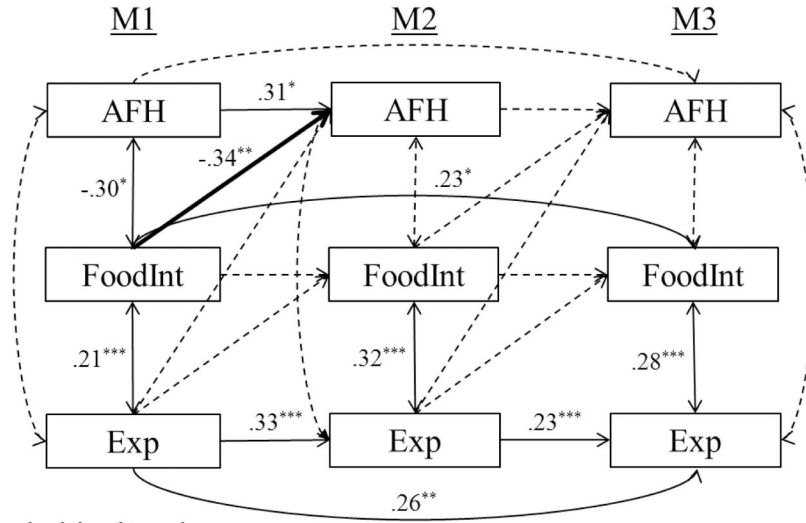 M1 M2 M3
.31*
AFH AFH AFH
-.34**
-.30* .23*
FoodInt FoodInt FoodInt
.21*** .32*** .28***
.33*** .23***
Exp Exp Exp
.26**